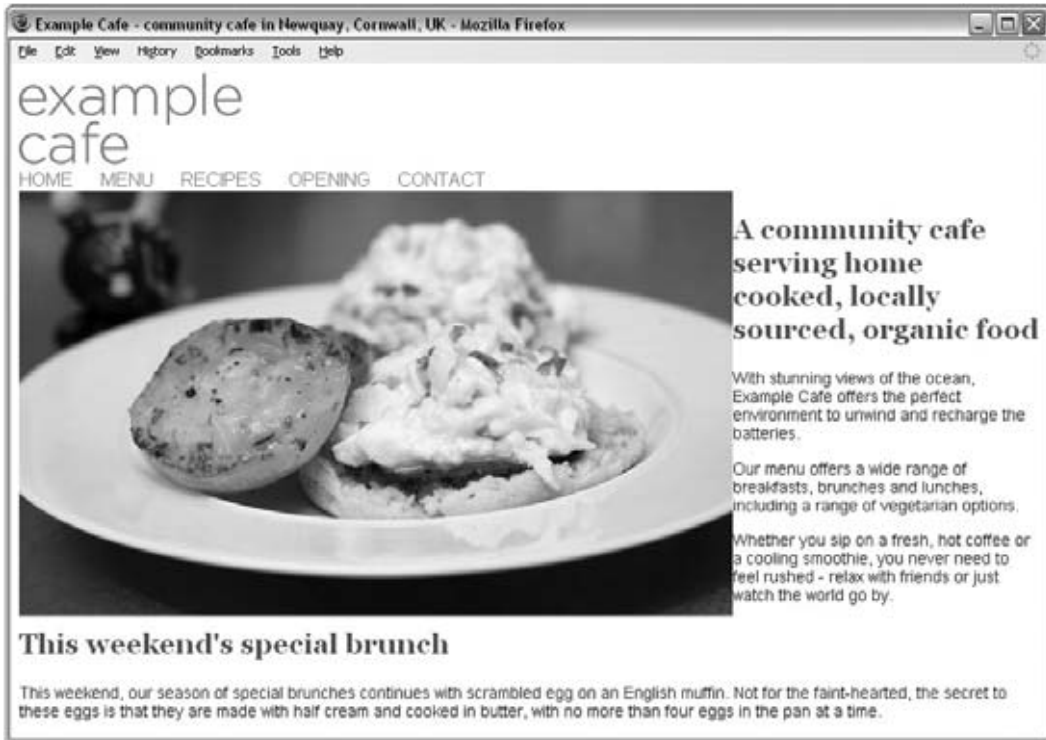 Example Cafe - community cafe in Newquay, Cornwall, UK - Mozilla Firefox
File Edit View History Bookmarks Tools Help
example
cafe
HOME MENU RECIPES OPENING CONTACT
A community cafe
serving home
cooked, locally
sourced, organic food
With stunning views of the ocean,
Example Cafe offers the perfect
environment to unwind and recharge the
batteries.
Our menu offers a wide range of
breakfasts, brunches and lunches,
including a range of vegetarian options.
Whether you sip on a fresh, hot coffee or
a cooling smoothie, you never need to
feel rushed - relax with friends or just
watch the world go by.
This weekend's special brunch
This weekend, our season of special brunches continues with scrambled egg on an English muffin. Not for the faint-hearted, the secret to
these eggs is that they are made with half cream and cooked in butter, with no more than four eggs in the pan at a time.